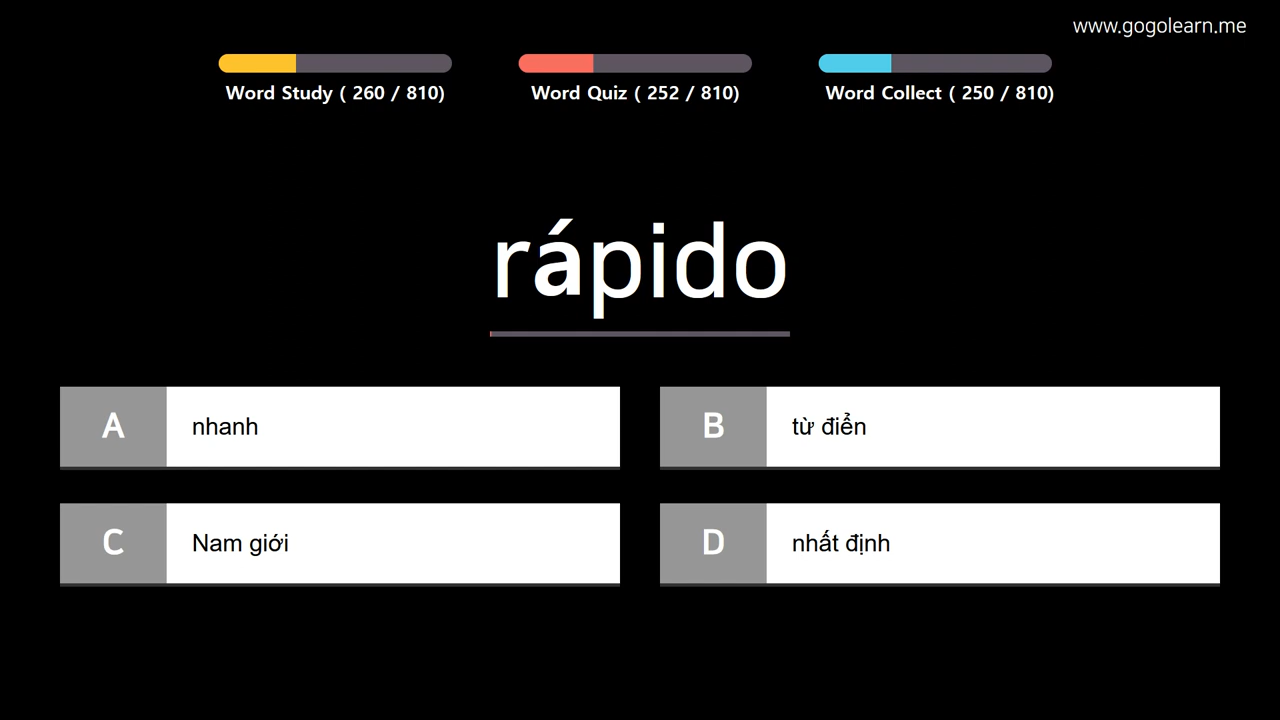 www.gogolearn.me
Word Study ( 260 / 810)
Word Quiz ( 252 / 810)
Word Collect ( 250 / 810)
rápido
A nhanh
B từ điển
C Nam giới
D nhất định